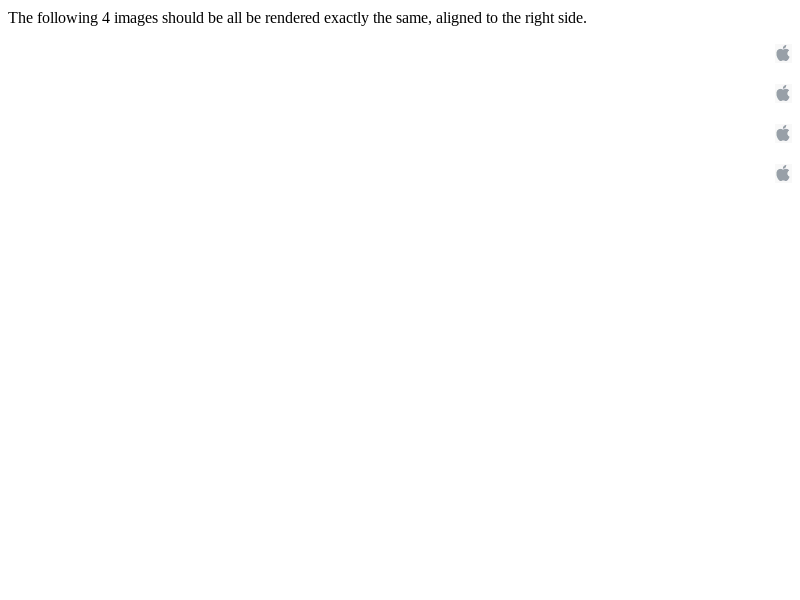 The following 4 images should be all be rendered exactly the same, aligned to the right side.